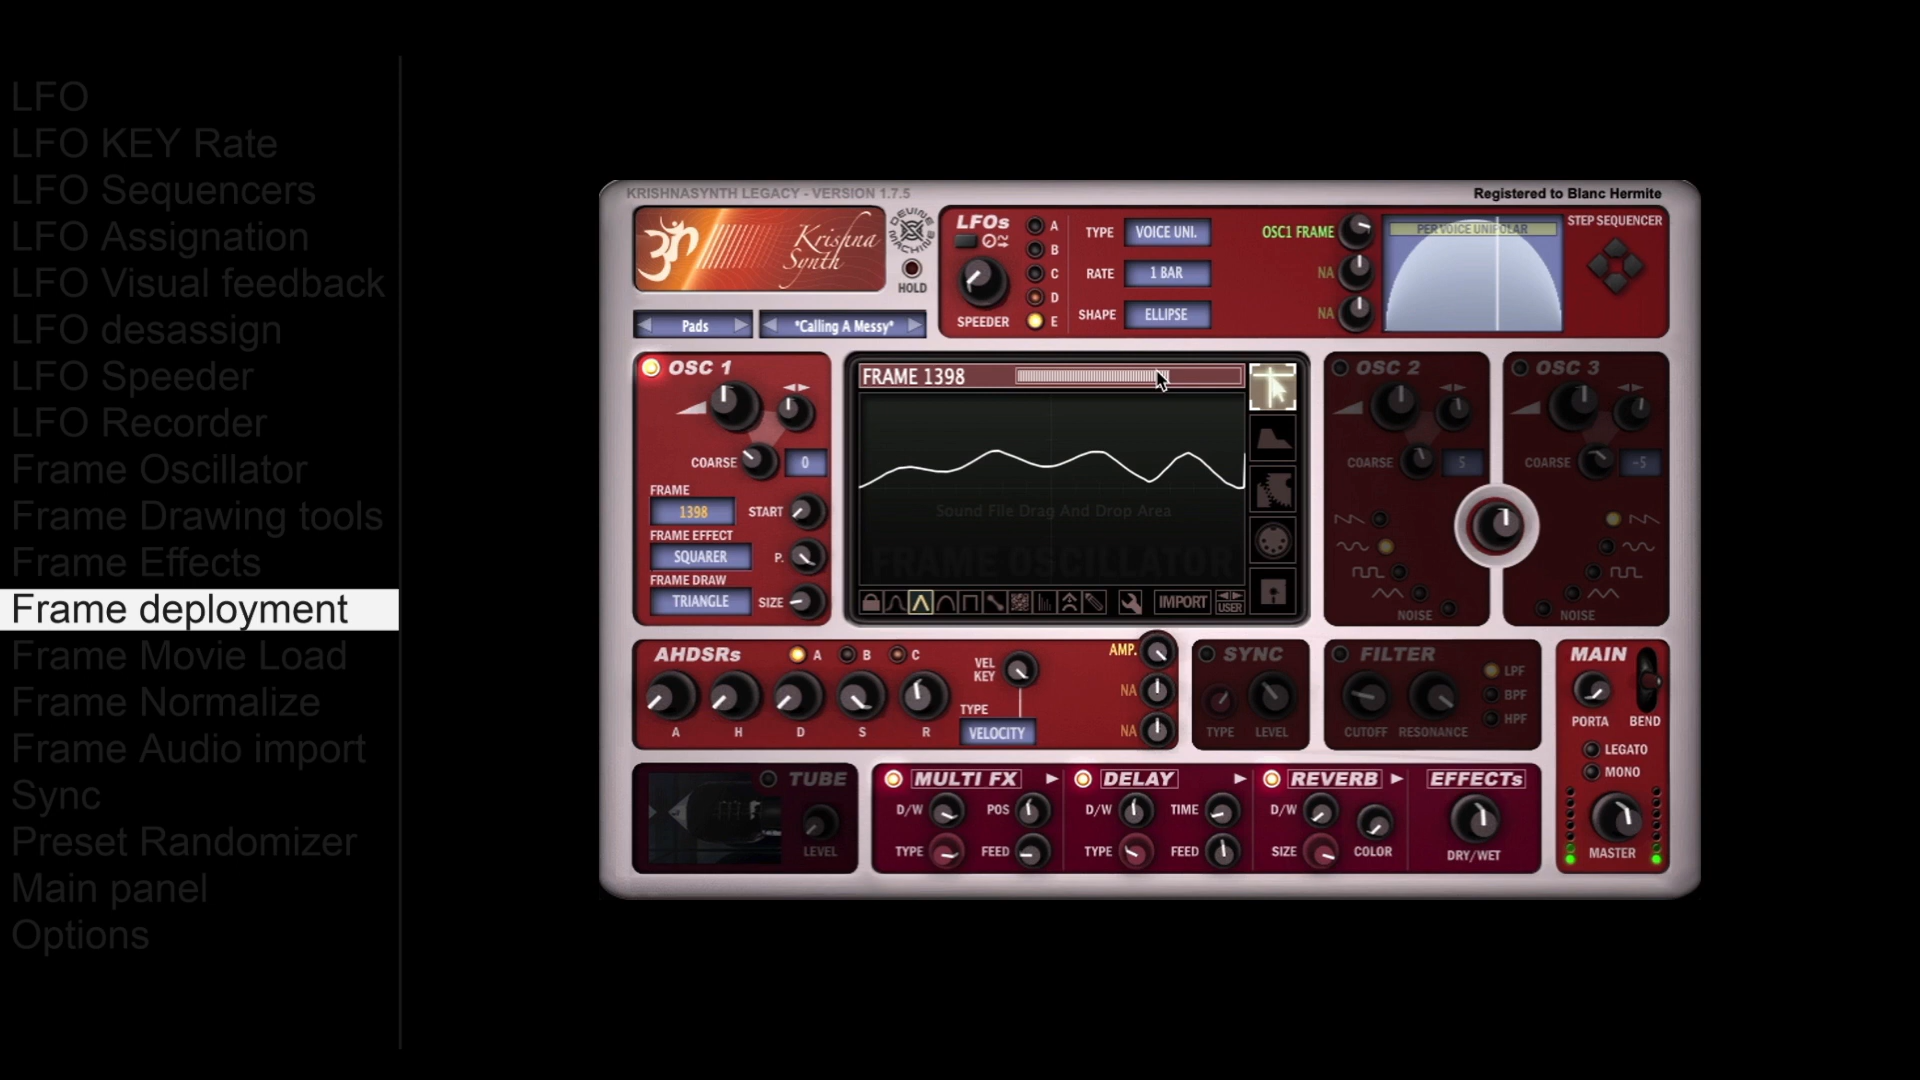 LFO
LFO KEY Rate
LFO Sequencers
LFO Assignation
LFO Visual feedback
LFO desassign
LFO Speeder
LFO Recorder
Frame Oscillator
Frame Drawing tools
Frame Effects
Frame deployment
Frame Movie Load
Frame Normalize
Frame Audio import
Sync
Preset Randomizer
Main panel
Options
KRISHNASYNTH LEGACY - VERSION 1.7.5
Registered to Blanc Hermite
ॐ
Krishna
Synth
DEVINE MACHINE
HOLD
Pads
*Calling A Messy*
LFOs
SPEEDER
A
B
C
D
E
TYPE VOICE UNI.
RATE 1 BAR
SHAPE ELLIPSE
OSC1 FRAME
NA
NA
PER VOICE UNIPOLAR
STEP SEQUENCER
OSC 1
COARSE 0
FRAME
1398 START
FRAME EFFECT
SQUARER P.
FRAME DRAW
TRIANGLE SIZE
FRAME 1398
Sound File Drag And Drop Area
FRAME OSCILLATOR
IMPORT
USER
OSC 2
COARSE 5
NOISE
OSC 3
COARSE -5
NOISE
AHDSRs A B C
A H D S R
VEL
KEY
TYPE
VELOCITY
AMP.
NA
NA
SYNC
TYPE LEVEL
FILTER
LPF
BPF
HPF
CUTOFF RESONANCE
MAIN
PORTA BEND
LEGATO
MONO
MASTER
TUBE
LEVEL
MULTI FX
D/W POS
TYPE FEED
DELAY
D/W TIME
TYPE FEED
REVERB
D/W
SIZE COLOR
EFFECTs
DRY/WET